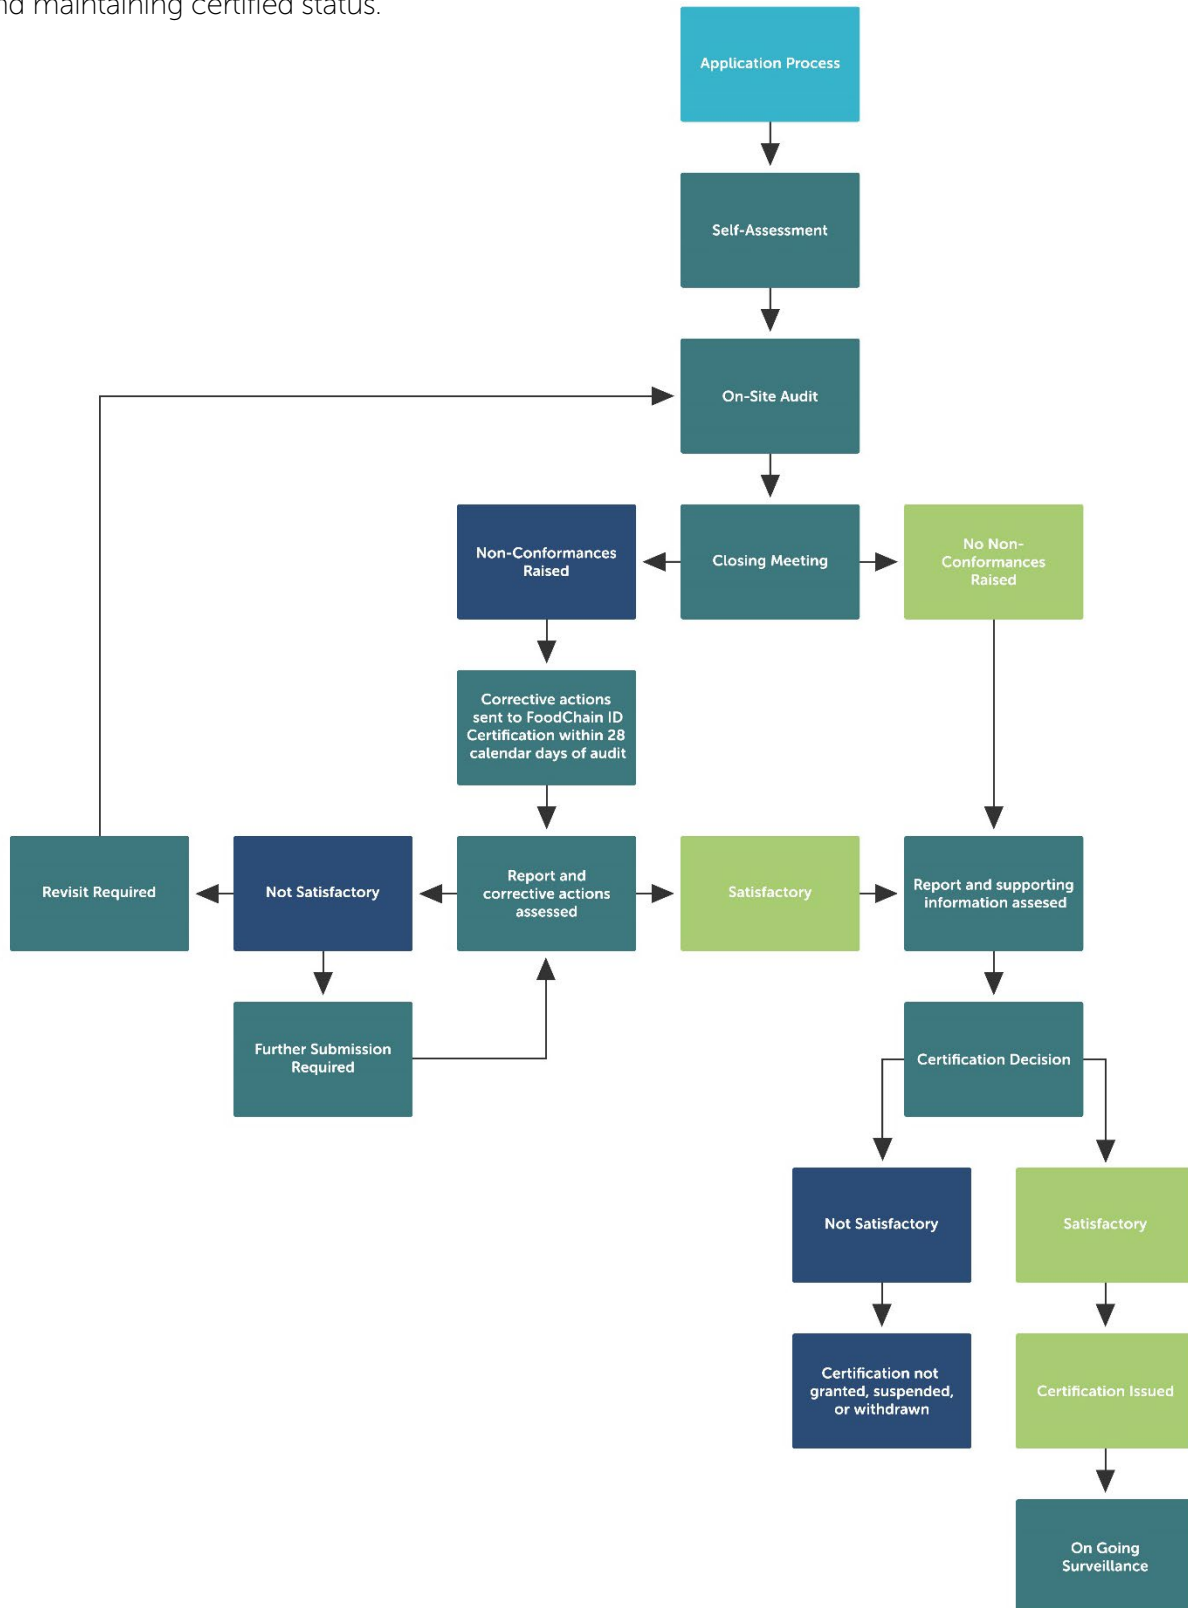 nd maintaining certified status.
Application Process
Self-Assessment
On-Site Audit
Non-Conformances
Raised
Closing Meeting
No Non-
Conformances
Raised
Corrective actions
sent to FoodChain ID
Certification within 28
calendar days of audit
Revisit Required
Not Satisfactory
Report and
corrective actions
assessed
Satisfactory
Report and supporting
information assesed
Further Submission
Required
Certification Decision
Not Satisfactory
Satisfactory
Certification not
granted, suspended,
or withdrawn
Certification Issued
On Going
Surveillance